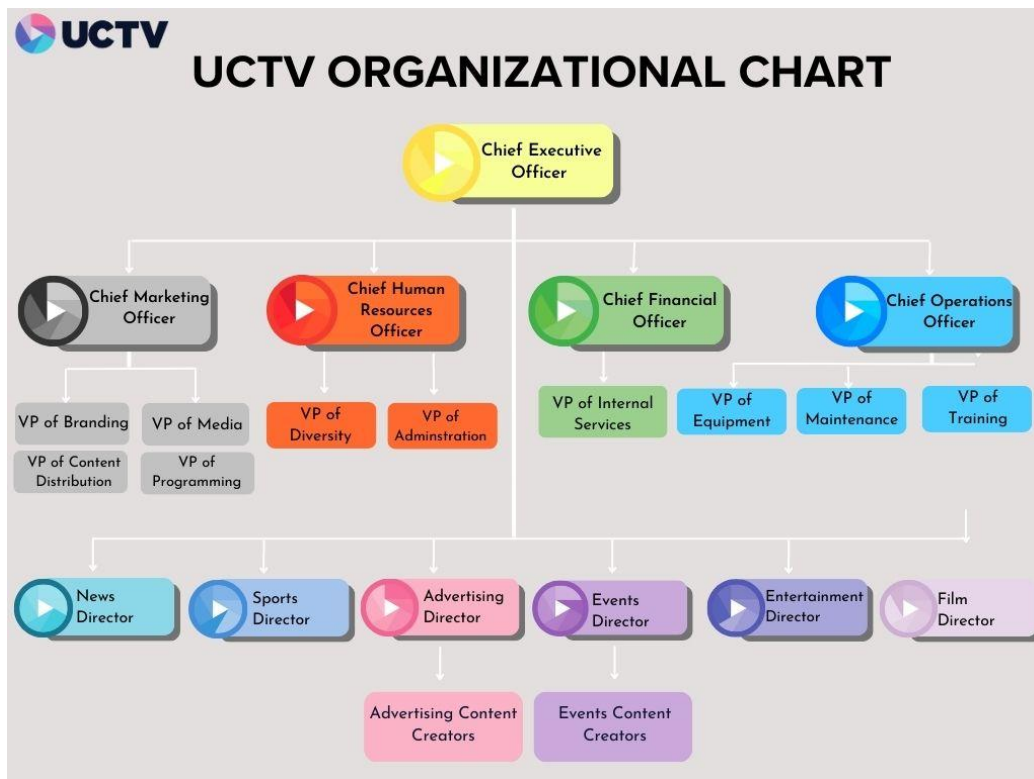 UCTV
UCTV ORGANIZATIONAL CHART
Chief Executive
Officer
Chief Marketing
Officer
Chief Human
Resources
Officer
Chief Financial
Officer
Chief Operations
Officer
VP of Branding
VP of Media
VP of Content
Distribution
VP of
Programming
VP of
Diversity
VP of
Adminstration
VP of Internal
Services
VP of
Equipment
VP of
Maintenance
VP of
Training
News
Director
Sports
Director
Advertising
Director
Events
Director
Entertainment
Director
Film
Director
Advertising Content
Creators
Events Content
Creators